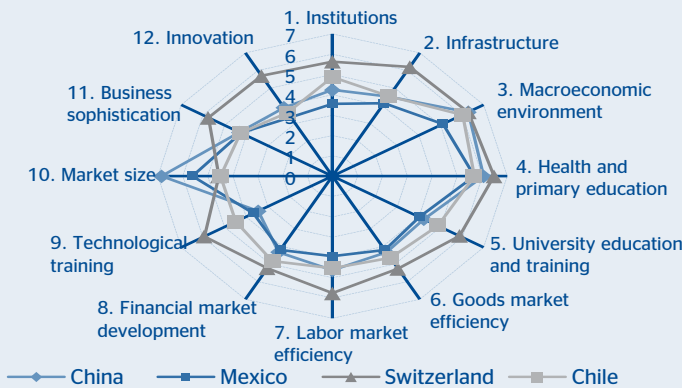 1. Institutions
7
6
5
4
3
2
1
0
2. Infrastructure
3. Macroeconomic
environment
4. Health and
primary education
5. University education
and training
6. Goods market
efficiency
7. Labor market
efficiency
8. Financial market
development
9. Technological
training
10. Market size
11. Business
sophistication
12. Innovation
China Mexico Switzerland Chile